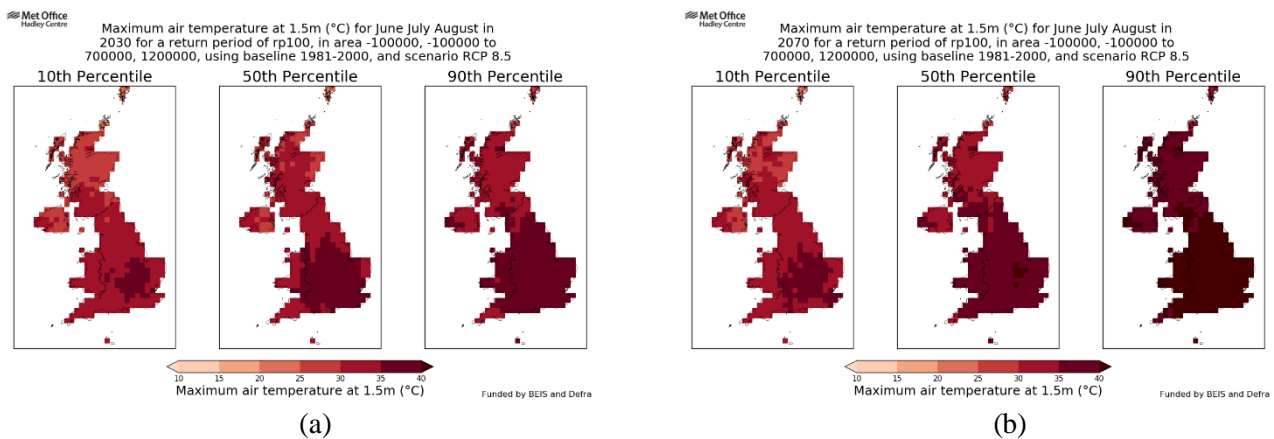 Met Office
Hadley Centre
Maximum air temperature at 1.5m (°C) for June July August in
2030 for a return period of rp100, in area -100000, -100000 to
700000, 1200000, using baseline 1981-2000, and scenario RCP 8.5
10th Percentile 50th Percentile 90th Percentile
10 15 20 25 30 35 40
Maximum air temperature at 1.5m (°C)
Funded by BEIS and Defra
(a)
Met Office
Hadley Centre
Maximum air temperature at 1.5m (°C) for June July August in
2070 for a return period of rp100, in area -100000, -100000 to
700000, 1200000, using baseline 1981-2000, and scenario RCP 8.5
10th Percentile 50th Percentile 90th Percentile
10 15 20 25 30 35 40
Maximum air temperature at 1.5m (°C)
Funded by BEIS and Defra
(b)